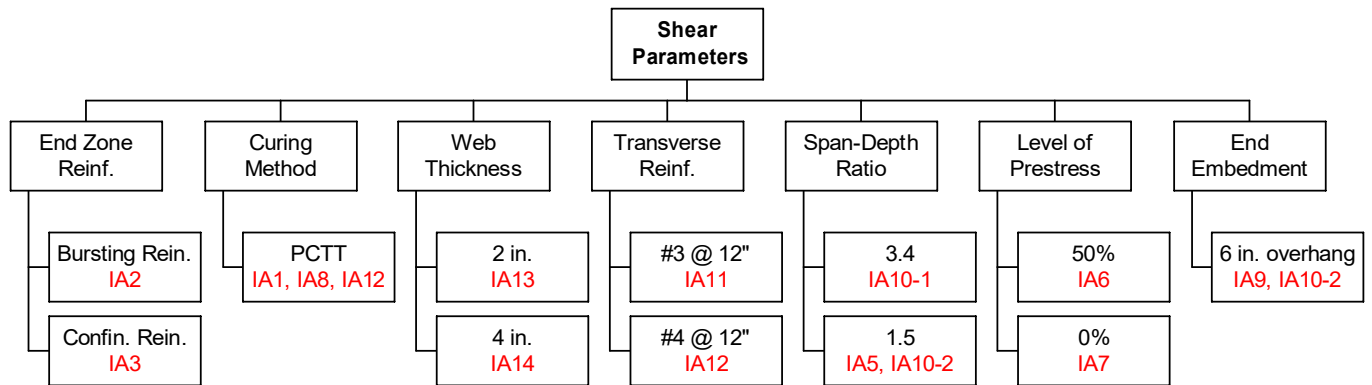 Shear
Parameters
End Zone
Reinf.
Curing
Method
Web
Thickness
Transverse
Reinf.
Span-Depth
Ratio
Level of
Prestress
End
Embedment
Bursting Rein.
IA2
PCTT
IA1, IA8, IA12
2 in.
IA13
#3 @ 12"
IA11
3.4
IA10-1
50%
IA6
6 in. overhang
IA9, IA10-2
Confin. Rein.
IA3
4 in.
IA14
#4 @ 12"
IA12
1.5
IA5, IA10-2
0%
IA7